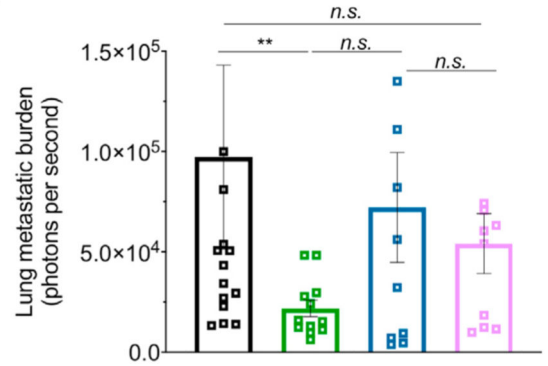 n.s.
** n.s.
n.s.
1.5×10⁵
1.0×10⁵
5.0×10⁴
0.0
Lung metastatic burden
(photons per second)